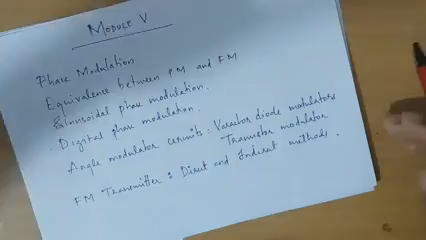 MODULE V
Phase Modulation
Equivalence between PM and FM
Sinusoidal phase modulation.
Digital phase modulation.
Angle modulator circuits: Varactor diode modulators
Transistor modulator
FM Transmitter: Direct and Indirect methods.